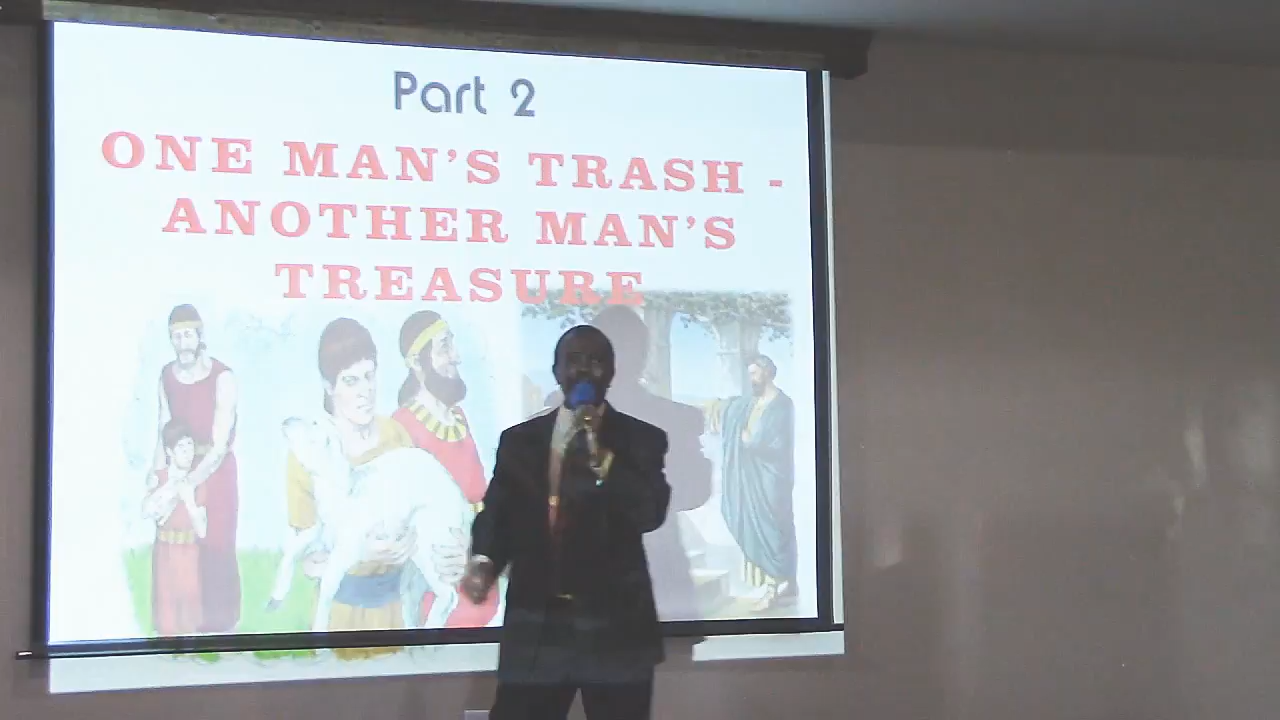 Part 2
ONE MAN’S TRASH -
ANOTHER MAN’S
TREASURE